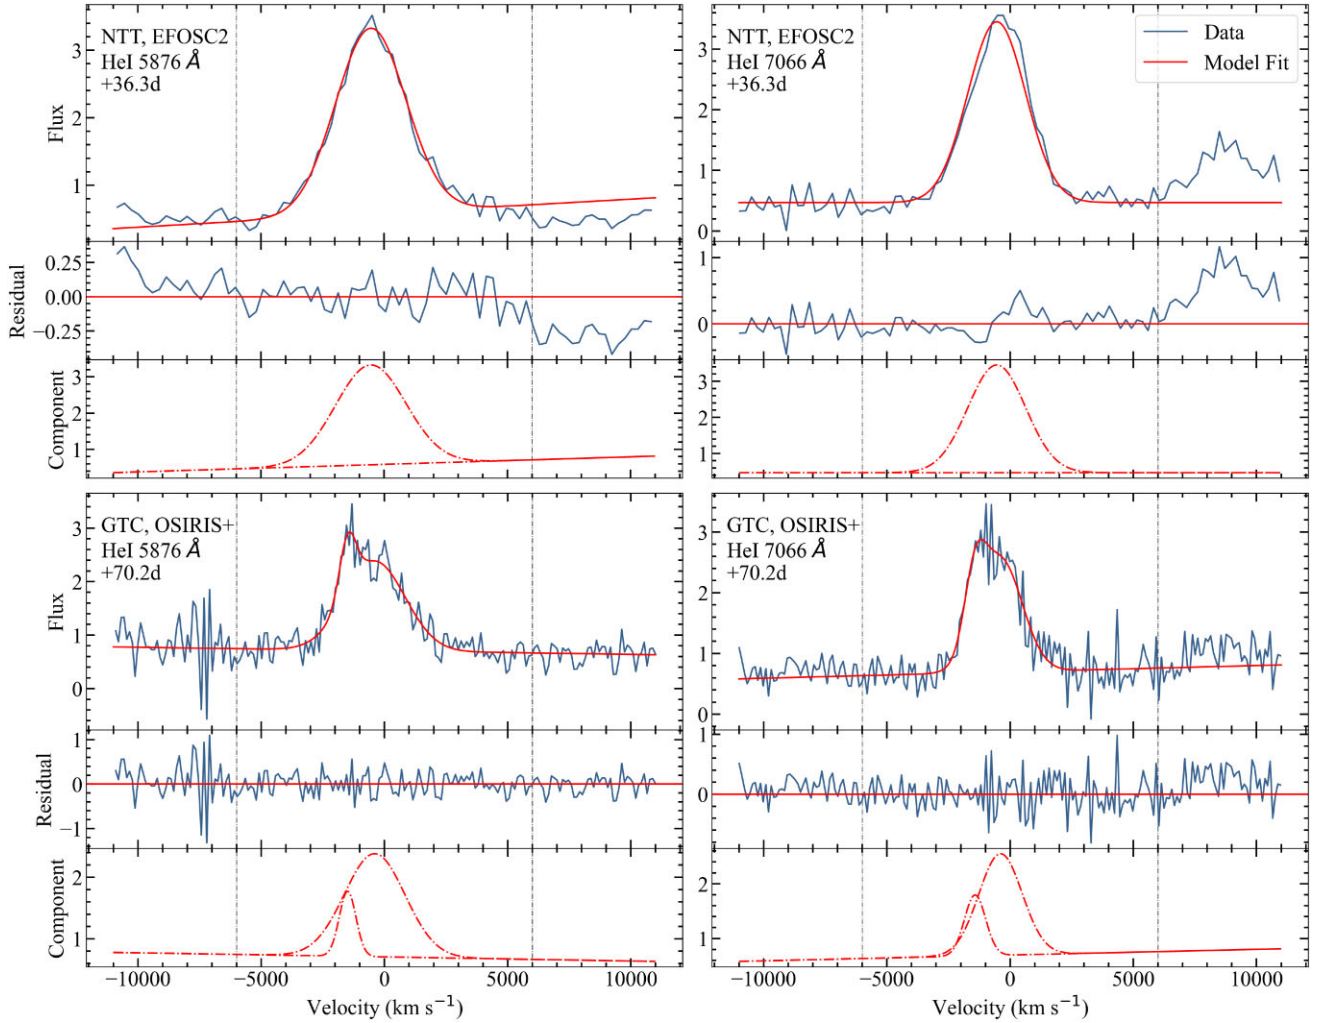 NTT, EFOSC2
HeI 5876 Å
+36.3d
Flux
3
2
1
Residual
0.25
0.00
−0.25
Component
3
2
1
NTT, EFOSC2
HeI 7066 Å
+36.3d
Data
Model Fit
3
2
1
0
1
0
3
2
1
GTC, OSIRIS+
HeI 5876 Å
+70.2d
Flux
3
2
1
0
Residual
1
0
−1
Component
2
1
−10000 −5000 0 5000 10000
Velocity (km s⁻¹)
GTC, OSIRIS+
HeI 7066 Å
+70.2d
3
2
1
0
1
0
2
1
−10000 −5000 0 5000 10000
Velocity (km s⁻¹)